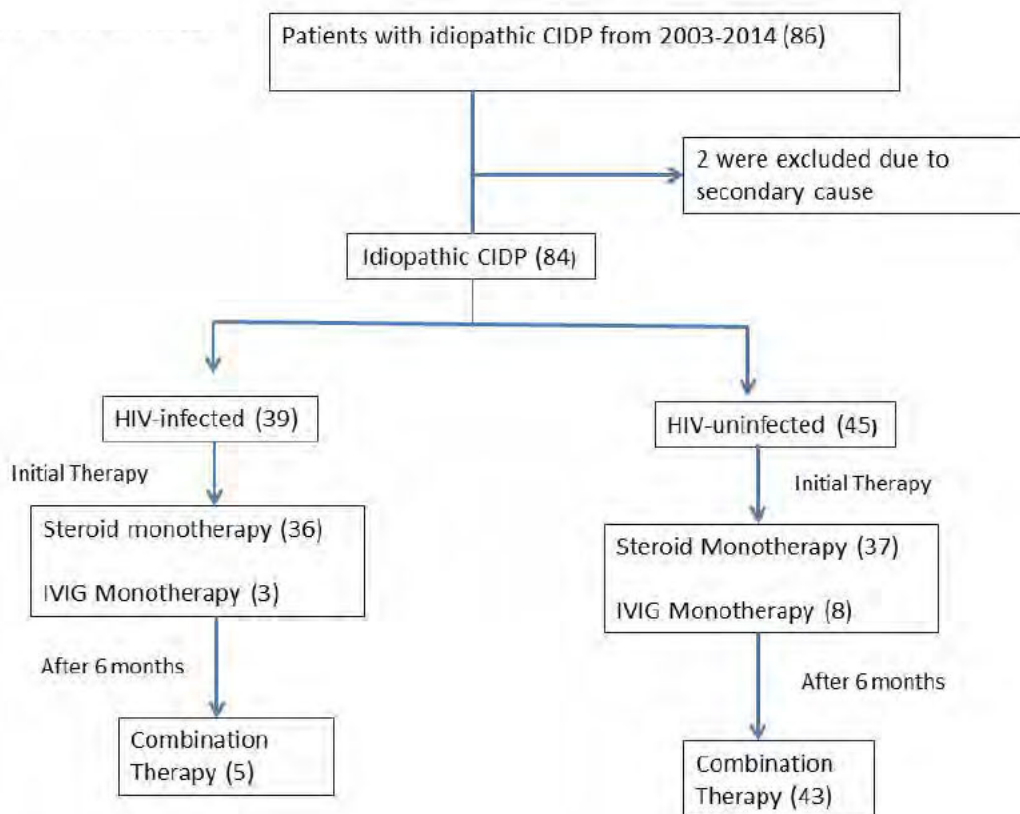 Patients with idiopathic CIDP from 2003-2014 (86)
2 were excluded due to
secondary cause
Idiopathic CIDP (84)
HIV-infected (39)
HIV-uninfected (45)
Initial Therapy
Initial Therapy
Steroid monotherapy (36)
IVIG Monotherapy (3)
Steroid Monotherapy (37)
IVIG Monotherapy (8)
After 6 months
After 6 months
Combination
Therapy (5)
Combination
Therapy (43)